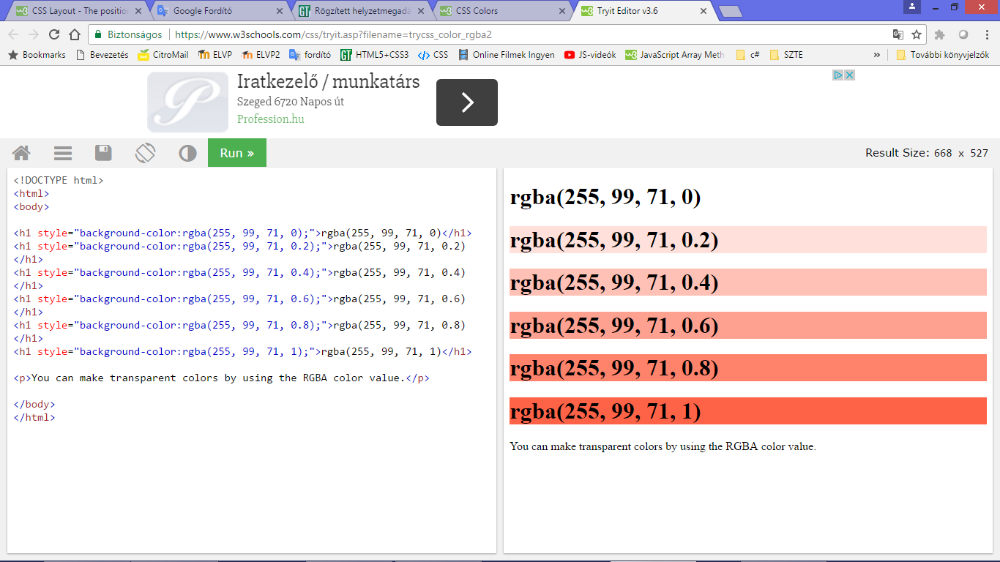 CSS Layout - The position
Google Fordító
Rögzített helyzetmegada
CSS Colors
Tryit Editor v3.6
Biztonságos
https://www.w3schools.com/css/tryit.asp?filename=trycss_color_rgba2
Bookmarks
Bevezetés
CitroMail
ELVP
ELVP2
fordító
HTML5+CSS3
CSS
Online Filmek Ingyen
JS-videók
JavaScript Array Meth
c#
SZTE
»
További könyvjelzők
Iratkezelő / munkatárs
Szeged 6720 Napos út
Profession.hu
Run »
Result Size: 668 x 527
<!DOCTYPE html>
<html>
<body>
<h1 style="background-color:rgba(255, 99, 71, 0);">rgba(255, 99, 71, 0)</h1>
<h1 style="background-color:rgba(255, 99, 71, 0.2);">rgba(255, 99, 71, 0.2)
</h1>
<h1 style="background-color:rgba(255, 99, 71, 0.4);">rgba(255, 99, 71, 0.4)
</h1>
<h1 style="background-color:rgba(255, 99, 71, 0.6);">rgba(255, 99, 71, 0.6)
</h1>
<h1 style="background-color:rgba(255, 99, 71, 0.8);">rgba(255, 99, 71, 0.8)
</h1>
<h1 style="background-color:rgba(255, 99, 71, 1);">rgba(255, 99, 71, 1)</h1>
<p>You can make transparent colors by using the RGBA color value.</p>
</body>
</html>
rgba(255, 99, 71, 0)
rgba(255, 99, 71, 0.2)
rgba(255, 99, 71, 0.4)
rgba(255, 99, 71, 0.6)
rgba(255, 99, 71, 0.8)
rgba(255, 99, 71, 1)
You can make transparent colors by using the RGBA color value.